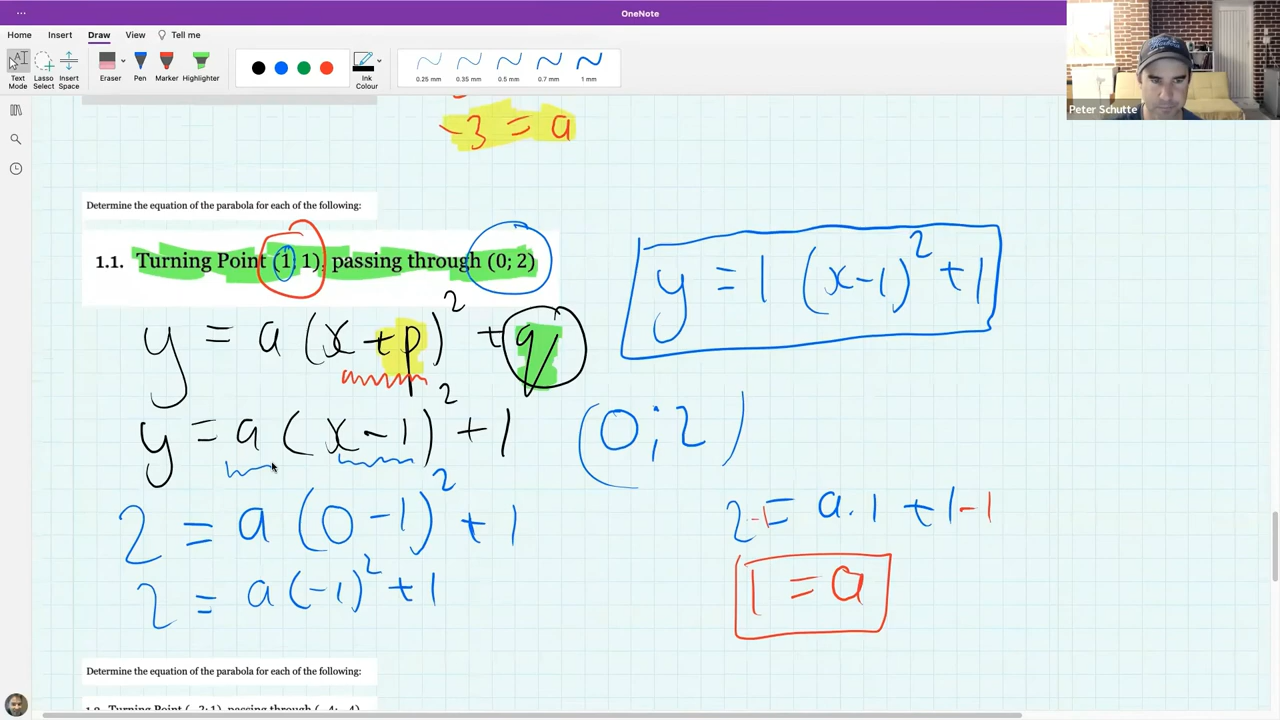 OneNote
Home Insert Draw View Tell me
Text Mode Lasso Select Insert Space Eraser Pen Marker Highlighter Ink Colour 0.25 mm 0.35 mm 0.5 mm 0.7 mm 1 mm
Peter Schutte
-3 = a
Determine the equation of the parabola for each of the following:
1.1. Turning Point (1; 1), passing through (0; 2)
y = 1 (x-1)² + 1
y = a (x+p)² + q
y = a (x-1)² + 1
(0;2)
2 = a (0-1)² + 1
2 = a (-1)² + 1
2-1 = a.1 + 1-1
1 = a
Determine the equation of the parabola for each of the following: